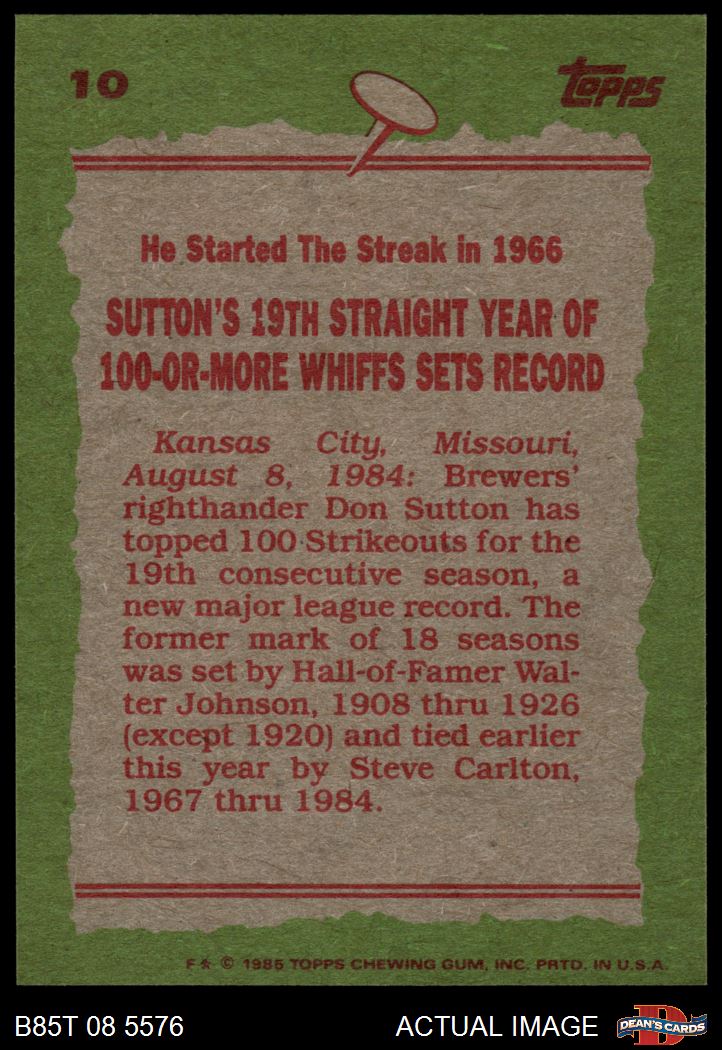 10
topps
He Started The Streak in 1966
SUTTON'S 19TH STRAIGHT YEAR OF
100-OR-MORE WHIFFS SETS RECORD
Kansas City, Missouri,
August 8, 1984: Brewers'
righthander Don Sutton has
topped 100 Strikeouts for the
19th consecutive season, a
new major league record. The
former mark of 18 seasons
was set by Hall-of-Famer Wal-
ter Johnson, 1908 thru 1926
(except 1920) and tied earlier
this year by Steve Carlton,
1967 thru 1984.
F★ © 1985 TOPPS CHEWING GUM, INC. PRTD. IN U.S.A.
B85T 08 5576
ACTUAL IMAGE
D
DEAN'S CARDS